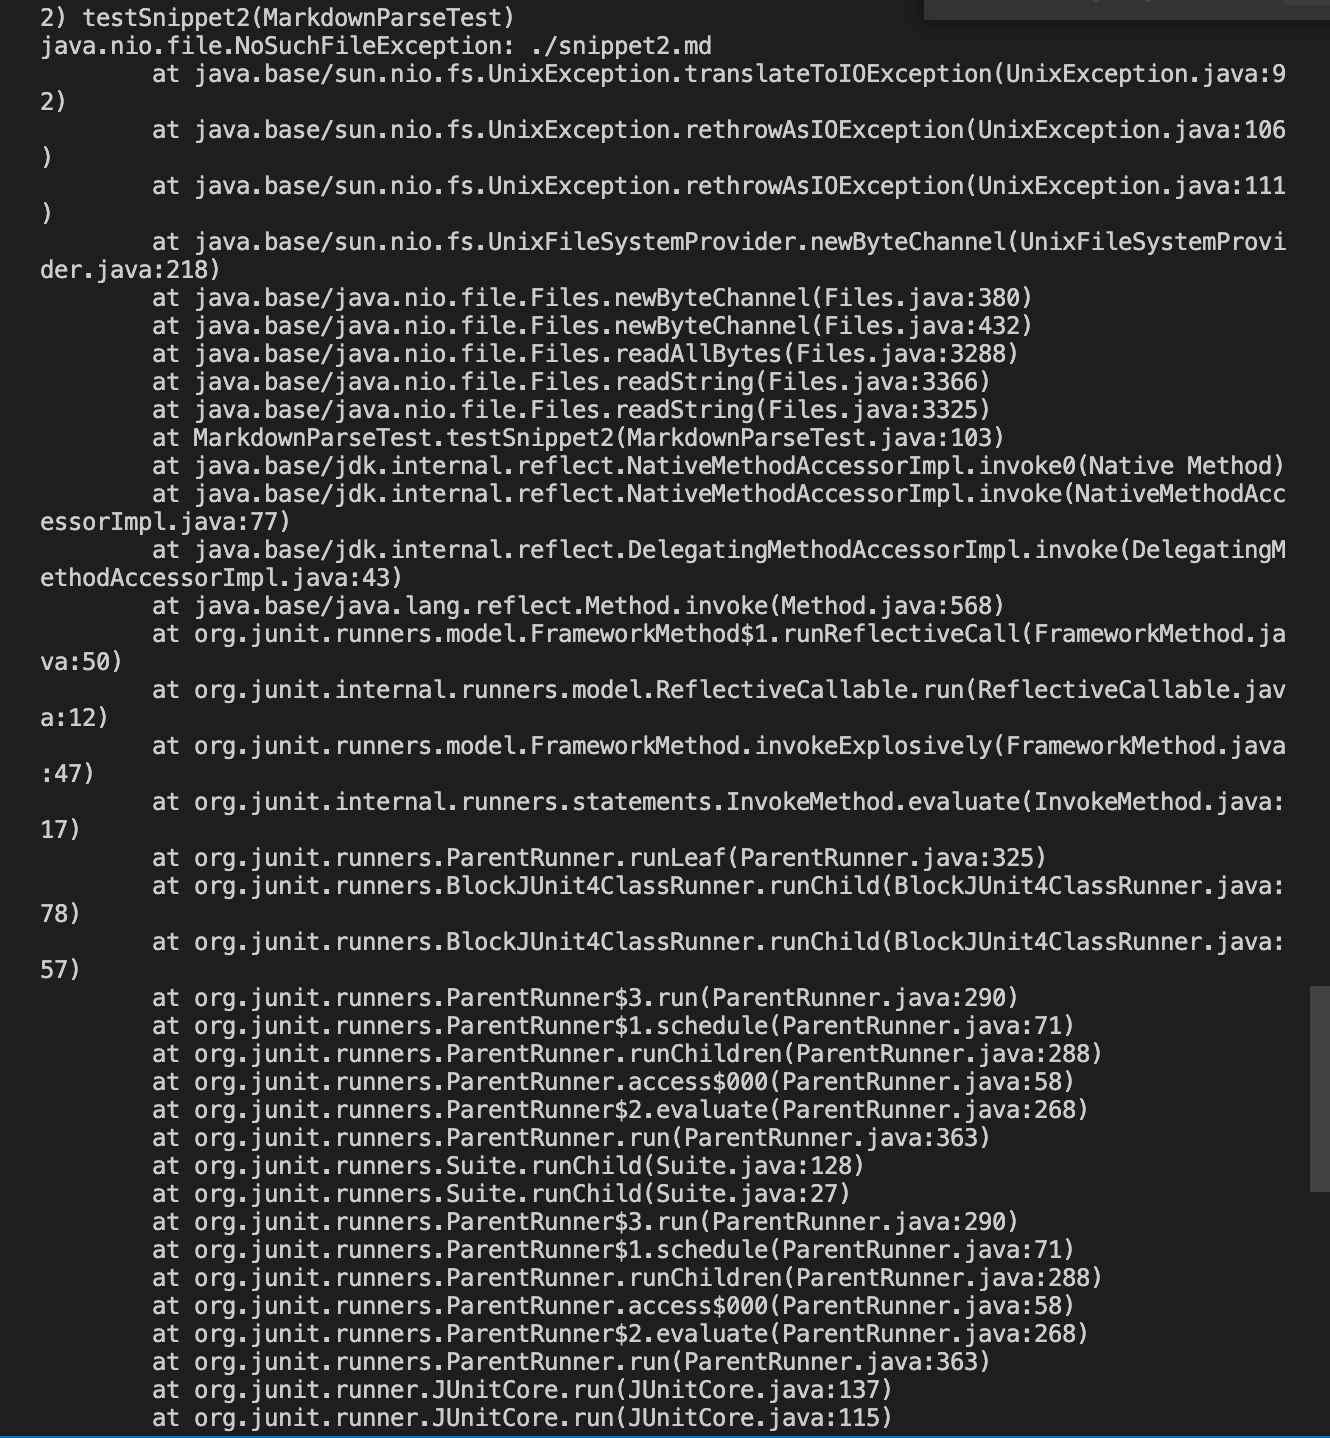 2) testSnippet2(MarkdownParseTest)
java.nio.file.NoSuchFileException: ./snippet2.md
        at java.base/sun.nio.fs.UnixException.translateToIOException(UnixException.java:9
2)
        at java.base/sun.nio.fs.UnixException.rethrowAsIOException(UnixException.java:106
)
        at java.base/sun.nio.fs.UnixException.rethrowAsIOException(UnixException.java:111
)
        at java.base/sun.nio.fs.UnixFileSystemProvider.newByteChannel(UnixFileSystemProvi
der.java:218)
        at java.base/java.nio.file.Files.newByteChannel(Files.java:380)
        at java.base/java.nio.file.Files.newByteChannel(Files.java:432)
        at java.base/java.nio.file.Files.readAllBytes(Files.java:3288)
        at java.base/java.nio.file.Files.readString(Files.java:3366)
        at java.base/java.nio.file.Files.readString(Files.java:3325)
        at MarkdownParseTest.testSnippet2(MarkdownParseTest.java:103)
        at java.base/jdk.internal.reflect.NativeMethodAccessorImpl.invoke0(Native Method)
        at java.base/jdk.internal.reflect.NativeMethodAccessorImpl.invoke(NativeMethodAcc
essorImpl.java:77)
        at java.base/jdk.internal.reflect.DelegatingMethodAccessorImpl.invoke(DelegatingM
ethodAccessorImpl.java:43)
        at java.base/java.lang.reflect.Method.invoke(Method.java:568)
        at org.junit.runners.model.FrameworkMethod$1.runReflectiveCall(FrameworkMethod.ja
va:50)
        at org.junit.internal.runners.model.ReflectiveCallable.run(ReflectiveCallable.jav
a:12)
        at org.junit.runners.model.FrameworkMethod.invokeExplosively(FrameworkMethod.java
:47)
        at org.junit.internal.runners.statements.InvokeMethod.evaluate(InvokeMethod.java:
17)
        at org.junit.runners.ParentRunner.runLeaf(ParentRunner.java:325)
        at org.junit.runners.BlockJUnit4ClassRunner.runChild(BlockJUnit4ClassRunner.java:
78)
        at org.junit.runners.BlockJUnit4ClassRunner.runChild(BlockJUnit4ClassRunner.java:
57)
        at org.junit.runners.ParentRunner$3.run(ParentRunner.java:290)
        at org.junit.runners.ParentRunner$1.schedule(ParentRunner.java:71)
        at org.junit.runners.ParentRunner.runChildren(ParentRunner.java:288)
        at org.junit.runners.ParentRunner.access$000(ParentRunner.java:58)
        at org.junit.runners.ParentRunner$2.evaluate(ParentRunner.java:268)
        at org.junit.runners.ParentRunner.run(ParentRunner.java:363)
        at org.junit.runners.Suite.runChild(Suite.java:128)
        at org.junit.runners.Suite.runChild(Suite.java:27)
        at org.junit.runners.ParentRunner$3.run(ParentRunner.java:290)
        at org.junit.runners.ParentRunner$1.schedule(ParentRunner.java:71)
        at org.junit.runners.ParentRunner.runChildren(ParentRunner.java:288)
        at org.junit.runners.ParentRunner.access$000(ParentRunner.java:58)
        at org.junit.runners.ParentRunner$2.evaluate(ParentRunner.java:268)
        at org.junit.runners.ParentRunner.run(ParentRunner.java:363)
        at org.junit.runner.JUnitCore.run(JUnitCore.java:137)
        at org.junit.runner.JUnitCore.run(JUnitCore.java:115)